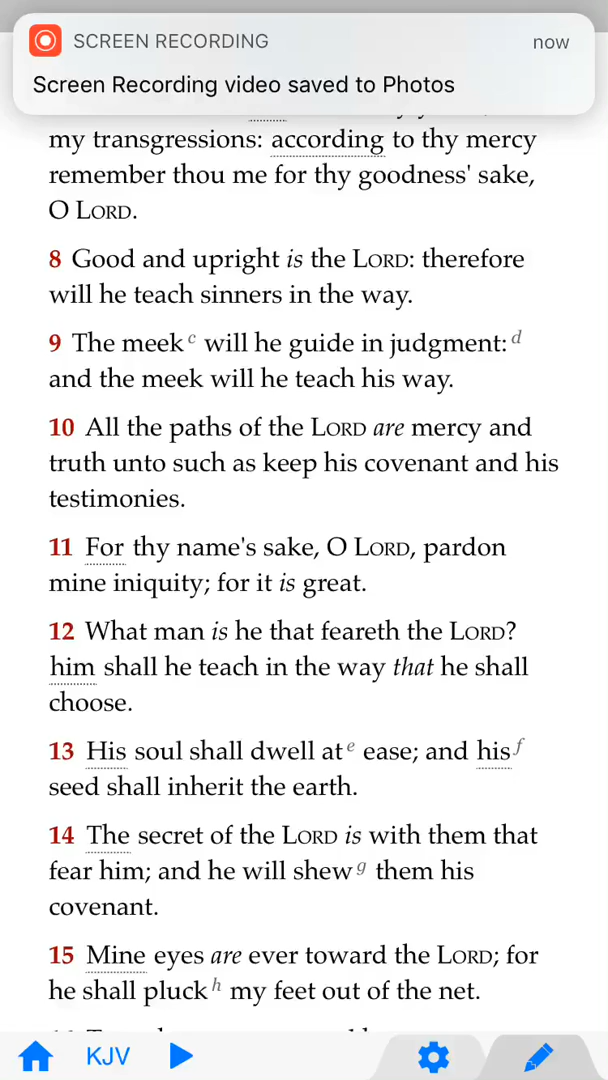 SCREEN RECORDING now
Screen Recording video saved to Photos
my transgressions: according to thy mercy
remember thou me for thy goodness' sake,
O LORD.
8 Good and upright is the LORD: therefore
will he teach sinners in the way.
9 The meek c will he guide in judgment: d
and the meek will he teach his way.
10 All the paths of the LORD are mercy and
truth unto such as keep his covenant and his
testimonies.
11 For thy name's sake, O LORD, pardon
mine iniquity; for it is great.
12 What man is he that feareth the LORD?
him shall he teach in the way that he shall
choose.
13 His soul shall dwell at e ease; and his f
seed shall inherit the earth.
14 The secret of the LORD is with them that
fear him; and he will shew g them his
covenant.
15 Mine eyes are ever toward the LORD; for
he shall pluck h my feet out of the net.
KJV